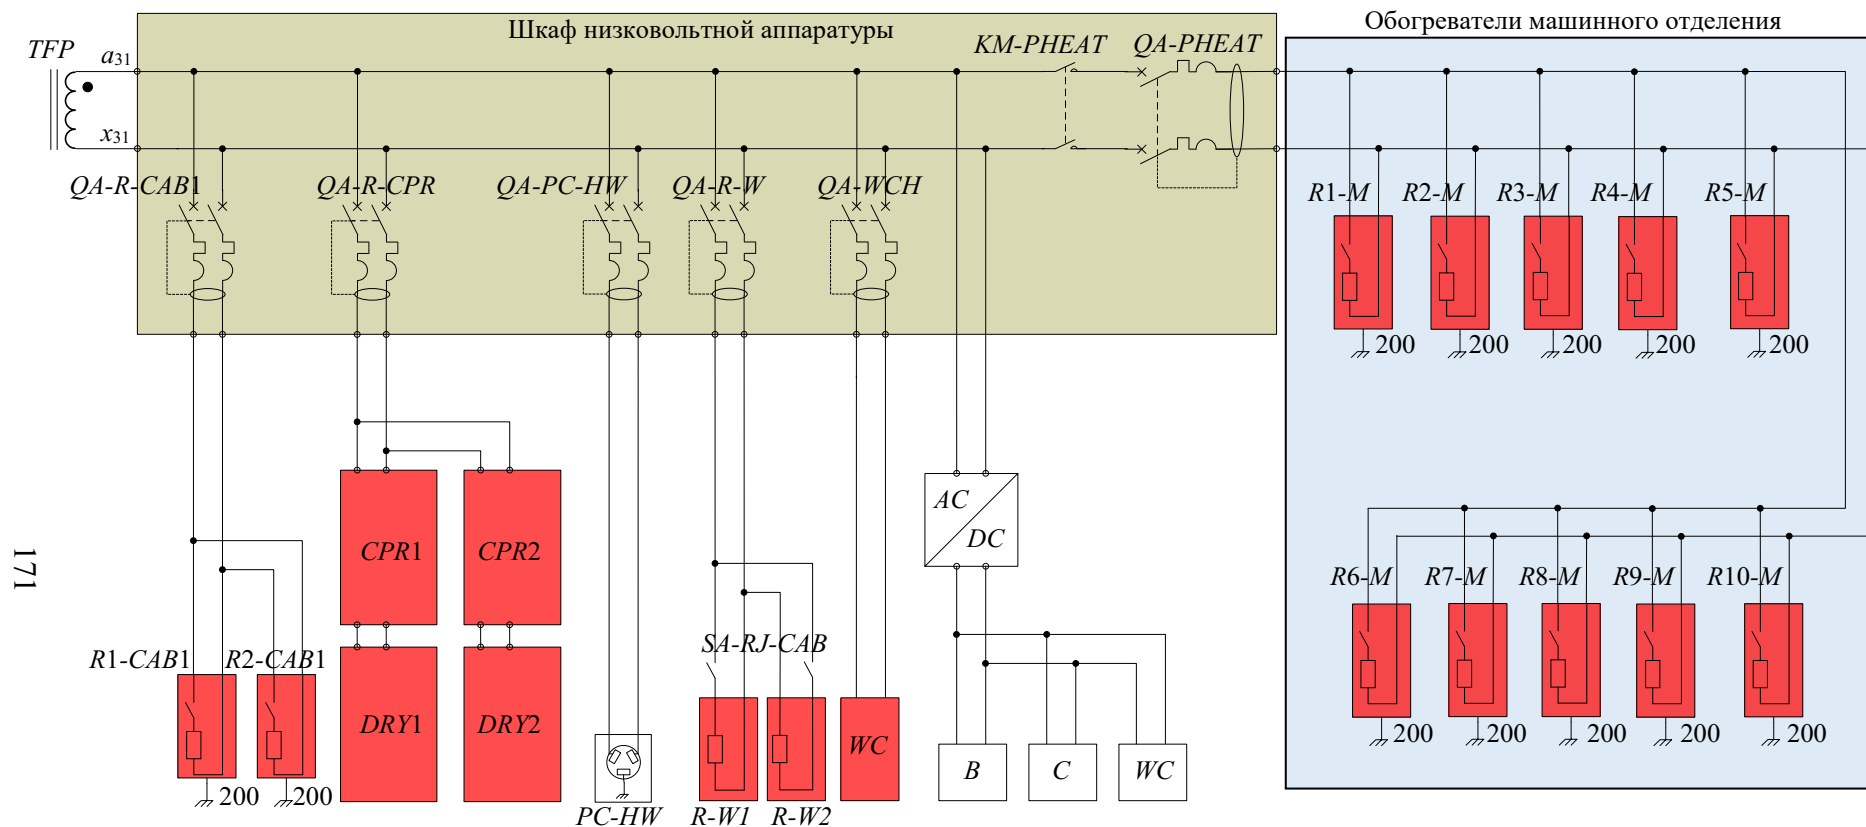 Шкаф низковольтной аппаратуры
Обогреватели машинного отделения
TFP
a31
x31
KM-PHEAT
QA-PHEAT
QA-R-CAB1
QA-R-CPR
QA-PC-HW
QA-R-W
QA-WCH
R1-M
R2-M
R3-M
R4-M
R5-M
200
200
200
200
200
AC
DC
CPR1
CPR2
R6-M
R7-M
R8-M
R9-M
R10-M
171
R1-CAB1
R2-CAB1
SA-RJ-CAB
DRY1
DRY2
WC
B
C
WC
200
200
200
200
200
200
200
PC-HW
R-W1
R-W2